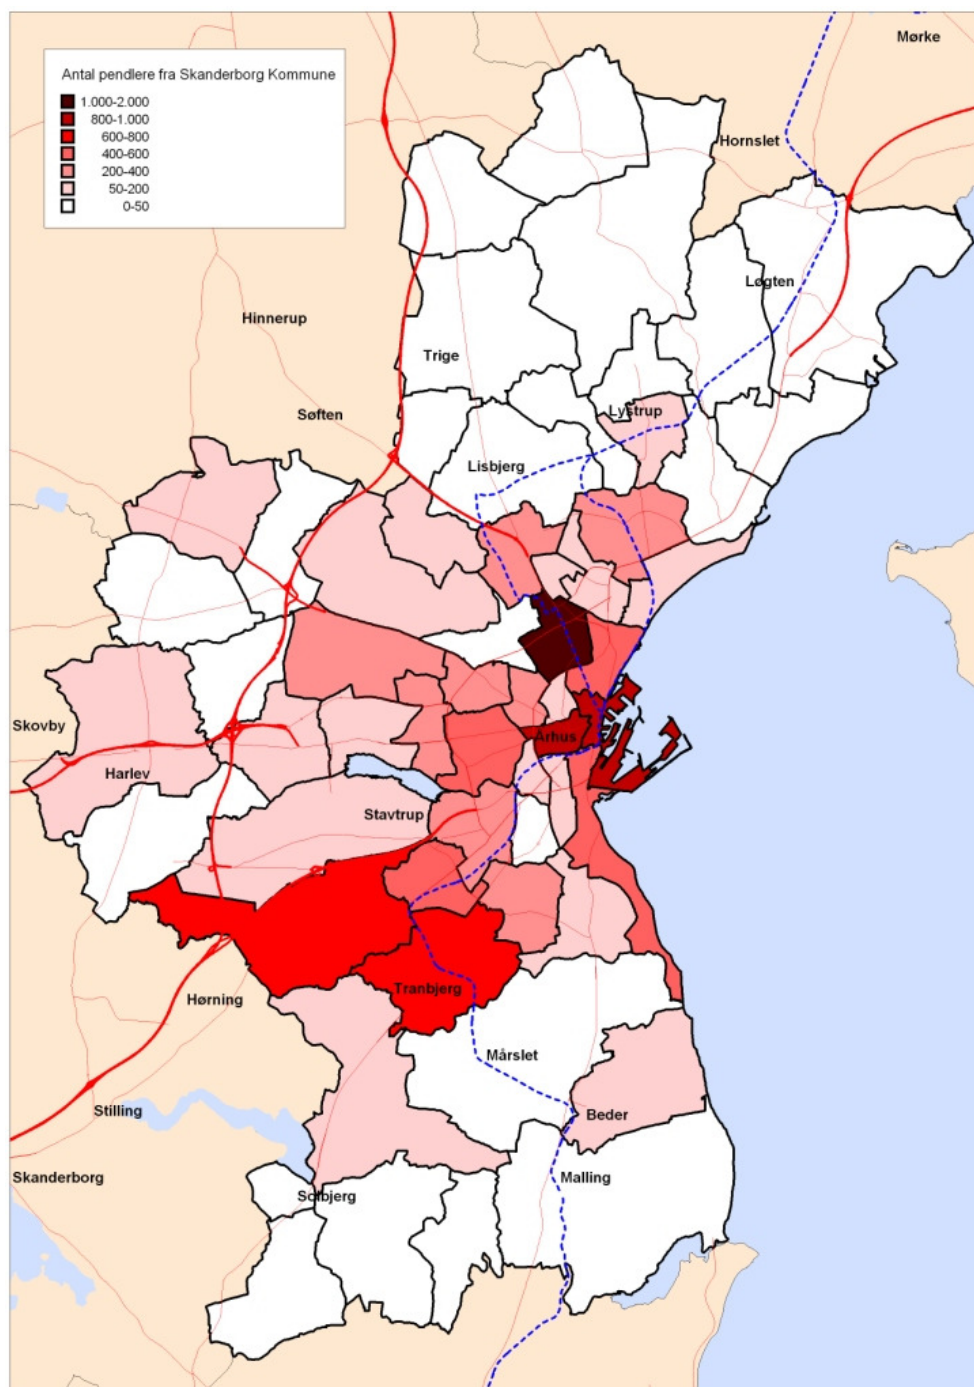 Antal pendlere fra Skanderborg Kommune
1.000-2.000
800-1.000
600-800
400-600
200-400
50-200
0-50
Mørke
Hornslet
Løgten
Hinnerup
Trige
Søften
Lystrup
Lisbjerg
Skovby
Århus
Harlev
Stavtrup
Tranbjerg
Hørning
Mårslet
Stilling
Beder
Skanderborg
Malling
Solbjerg